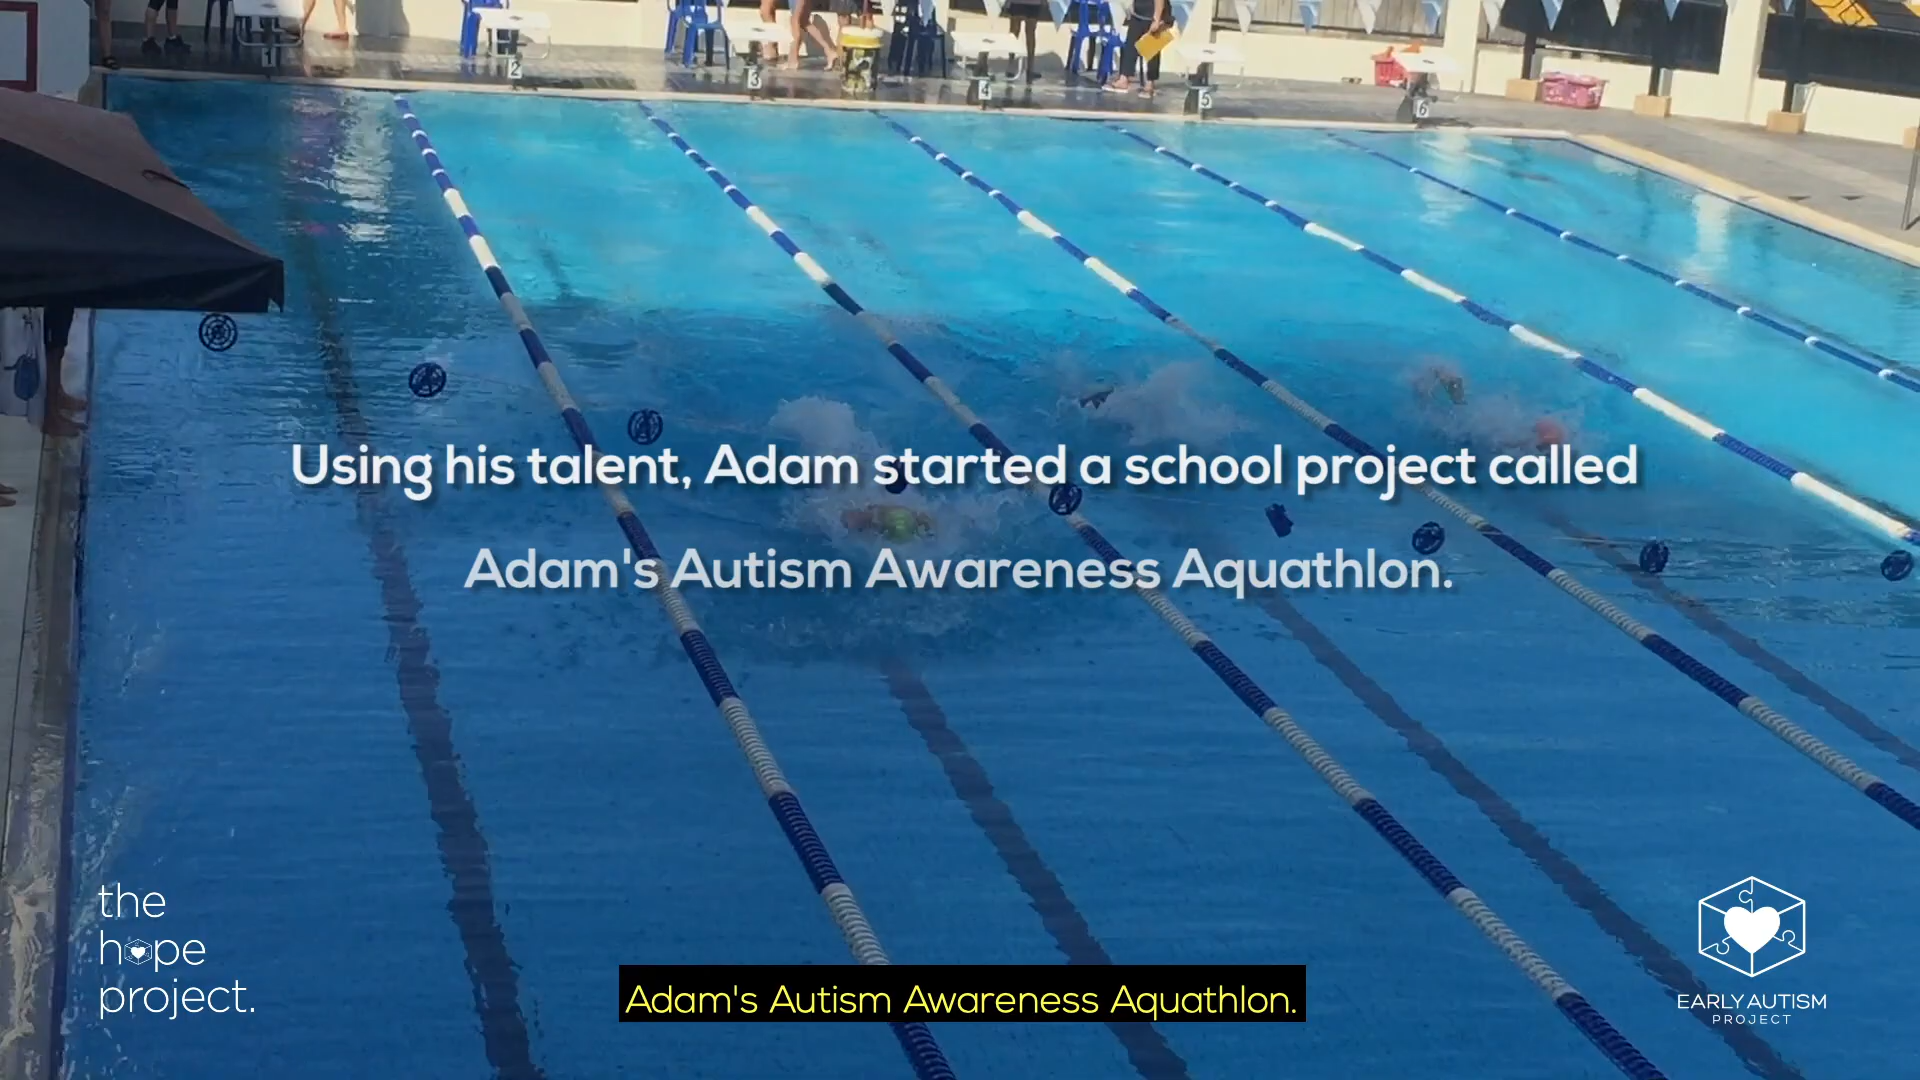 1
2
3
4
5
6
Using his talent, Adam started a school project called
Adam's Autism Awareness Aquathlon.
the
hope
project.
Adam's Autism Awareness Aquathlon.
EARLY AUTISM
PROJECT